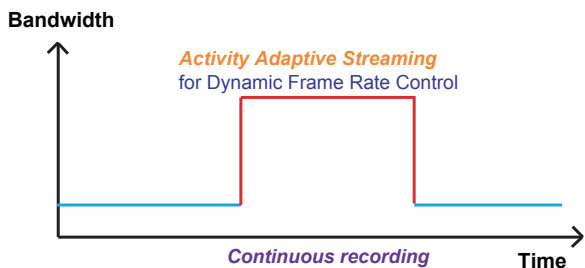 Bandwidth
Activity Adaptive Streaming
for Dynamic Frame Rate Control
Continuous recording
Time